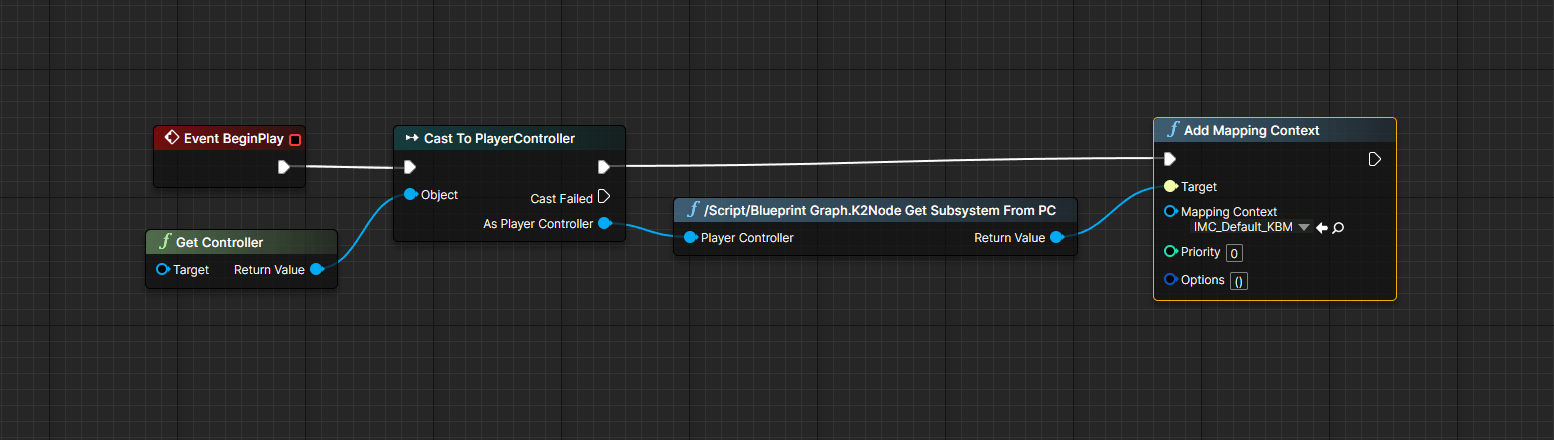 Event BeginPlay
Cast To PlayerController
Object
Cast Failed
As Player Controller
Get Controller
Target
Return Value
/Script/Blueprint Graph.K2Node Get Subsystem From PC
Player Controller
Return Value
Add Mapping Context
Target
Mapping Context
IMC_Default_KBM
Priority 0
Options ()